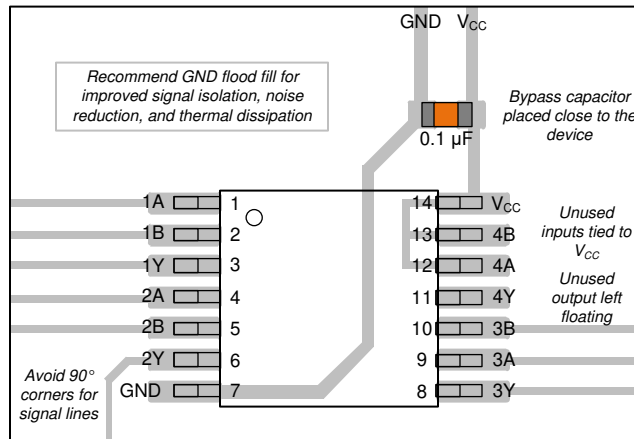 GND VCC
Recommend GND flood fill for
improved signal isolation, noise
reduction, and thermal dissipation
Bypass capacitor
placed close to the
device
0.1 µF
1A 1 14 VCC
1B 2 13 4B
1Y 3 12 4A
2A 4 11 4Y
2B 5 10 3B
2Y 6 9 3A
GND 7 8 3Y
Unused
inputs tied to
VCC
Unused
output left
floating
Avoid 90°
corners for
signal lines